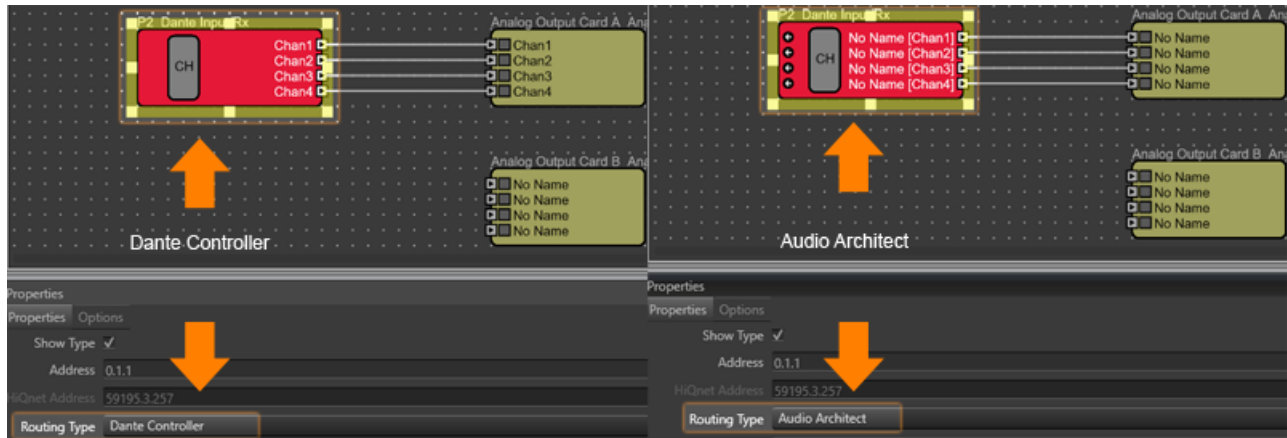 P2 Dante Input Rx
Analog Output Card A An
CH
Chan1
Chan2
Chan3
Chan4
Chan1
Chan2
Chan3
Chan4
Analog Output Card B An
No Name
No Name
No Name
No Name
Dante Controller
Properties
Properties Options
Show Type
Address 0.1.1
HiQnet Address 59195.3.257
Routing Type Dante Controller
P2 Dante Input Rx
Analog Output Card A An
CH
No Name [Chan1]
No Name [Chan2]
No Name [Chan3]
No Name [Chan4]
No Name
No Name
No Name
No Name
Analog Output Card B An
No Name
No Name
No Name
No Name
Audio Architect
Properties
Properties Options
Show Type
Address 0.1.1
HiQnet Address 59195.3.257
Routing Type Audio Architect